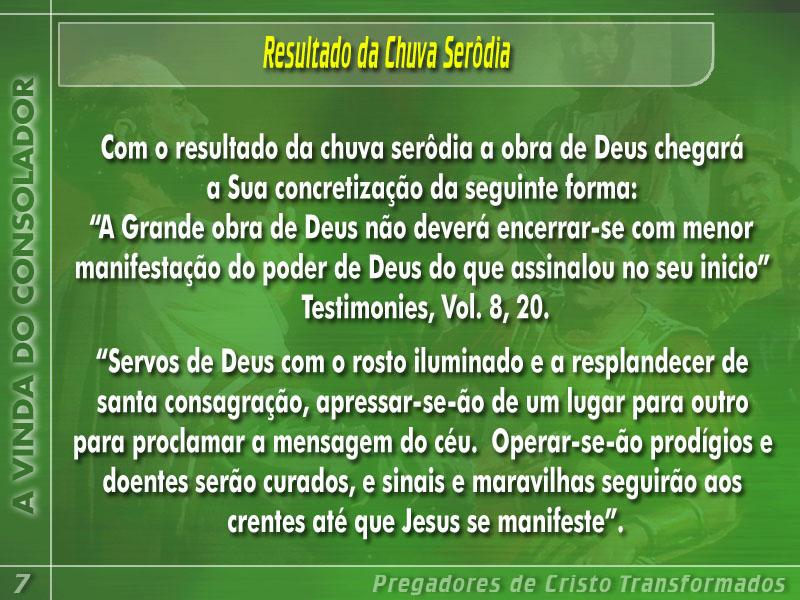 Resultado da Chuva Serôdia
A VINDA DO CONSOLADOR
Com o resultado da chuva serôdia a obra de Deus chegará
a Sua concretização da seguinte forma:
“A Grande obra de Deus não deverá encerrar-se com menor
manifestação do poder de Deus do que assinalou no seu inicio”
Testimonies, Vol. 8, 20.
“Servos de Deus com o rosto iluminado e a resplandecer de
santa consagração, apressar-se-ão de um lugar para outro
para proclamar a mensagem do céu. Operar-se-ão prodígios e
doentes serão curados, e sinais e maravilhas seguirão aos
crentes até que Jesus se manifeste”.
7
Pregadores de Cristo Transformados